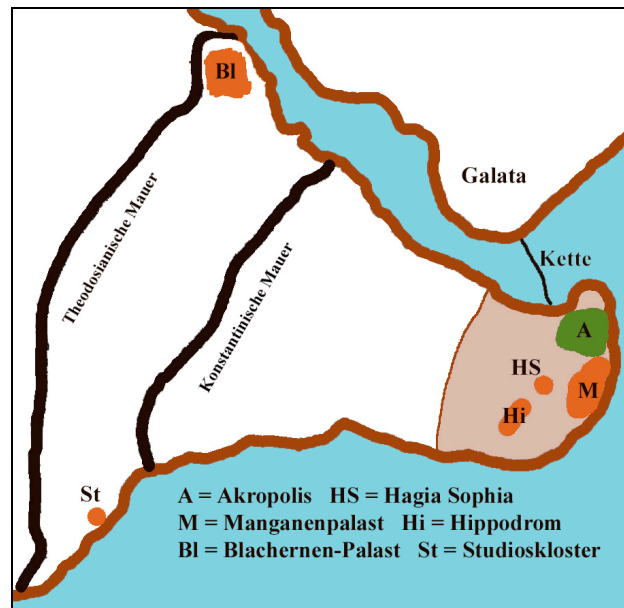 Bl
Theodosianische Mauer
Galata
Konstantinische Mauer
Kette
A
HS
M
Hi
St
A = Akropolis HS = Hagia Sophia
M = Manganenpalast Hi = Hippodrom
Bl = Blachernen-Palast St = Studioskloster